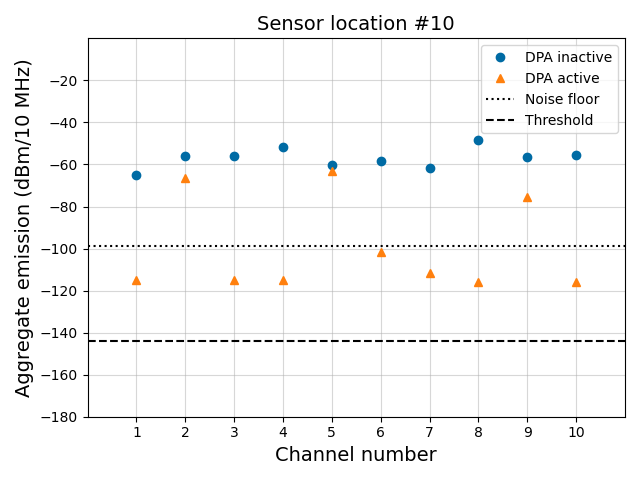 Sensor location #10
DPA inactive
DPA active
Noise floor
Threshold
Aggregate emission (dBm/10 MHz)
−20
−40
−60
−80
−100
−120
−140
−160
−180
1 2 3 4 5 6 7 8 9 10
Channel number